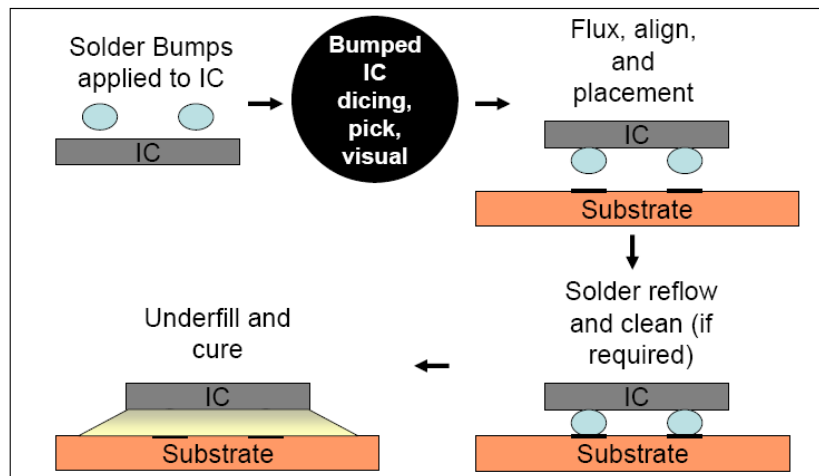 Solder Bumps
applied to IC
IC
Bumped
IC
dicing,
pick,
visual
Flux, align,
and
placement
IC
Substrate
Solder reflow
and clean (if
required)
IC
Substrate
Underfill and
cure
IC
Substrate